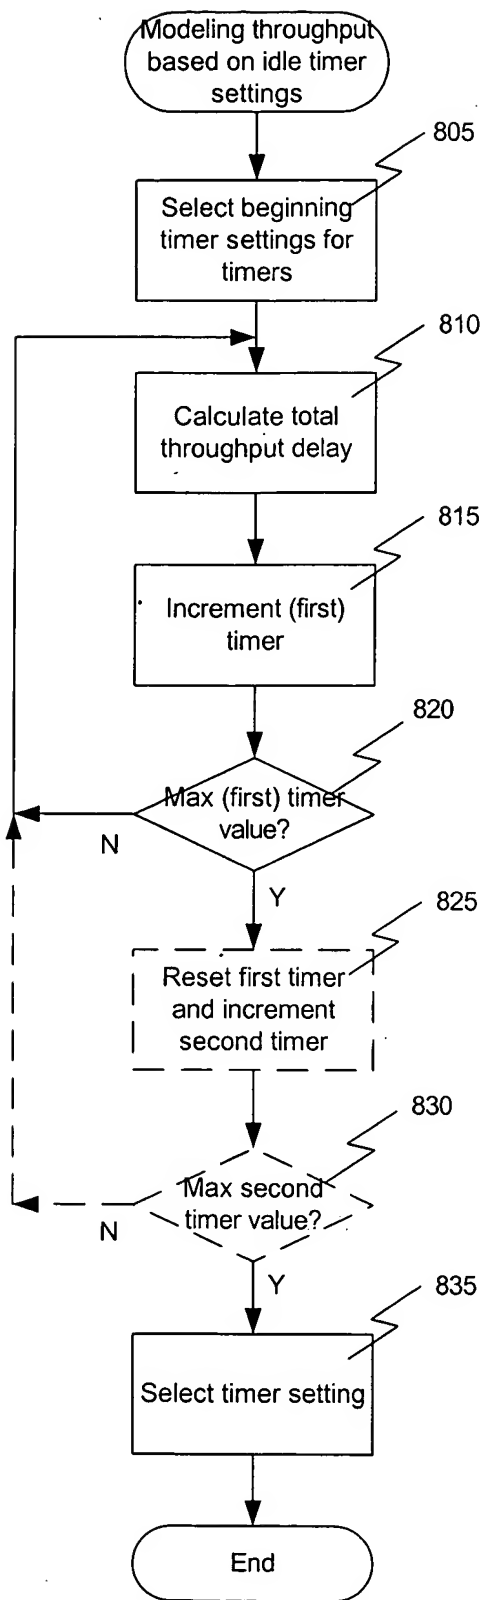 Modeling throughput
based on idle timer
settings
805
Select beginning
timer settings for
timers
810
Calculate total
throughput delay
815
Increment (first)
timer
820
Max (first) timer
value?
N
Y
825
Reset first timer
and increment
second timer
830
Max second
timer value?
N
Y
835
Select timer setting
End